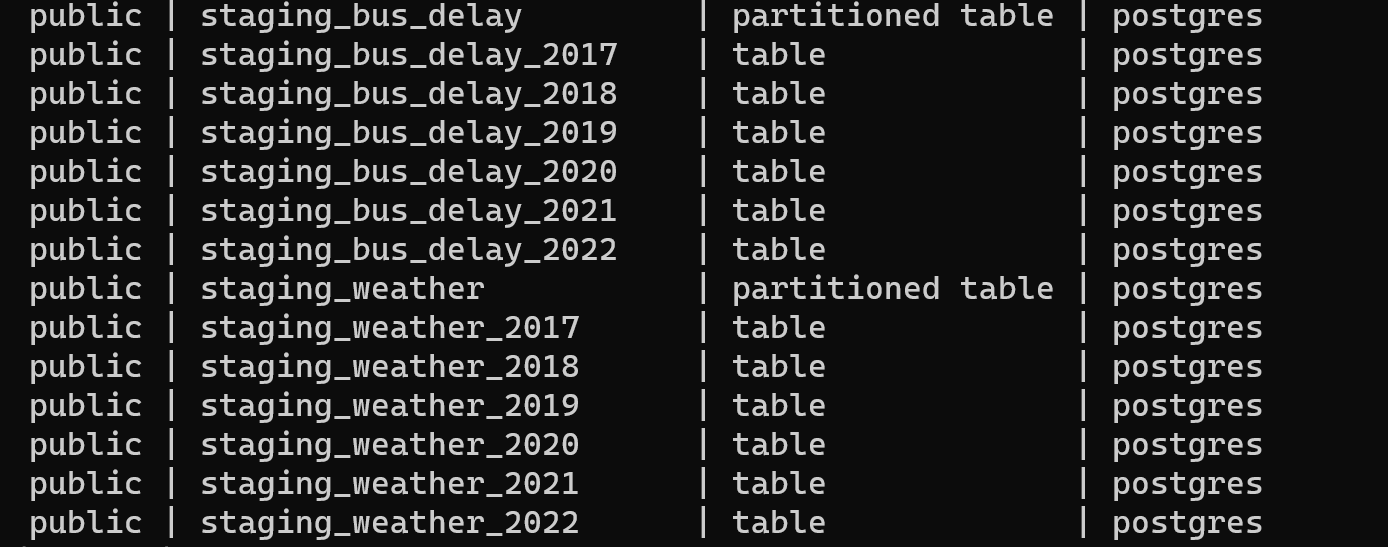 public | staging_bus_delay | partitioned table | postgres
public | staging_bus_delay_2017 | table | postgres
public | staging_bus_delay_2018 | table | postgres
public | staging_bus_delay_2019 | table | postgres
public | staging_bus_delay_2020 | table | postgres
public | staging_bus_delay_2021 | table | postgres
public | staging_bus_delay_2022 | table | postgres
public | staging_weather | partitioned table | postgres
public | staging_weather_2017 | table | postgres
public | staging_weather_2018 | table | postgres
public | staging_weather_2019 | table | postgres
public | staging_weather_2020 | table | postgres
public | staging_weather_2021 | table | postgres
public | staging_weather_2022 | table | postgres